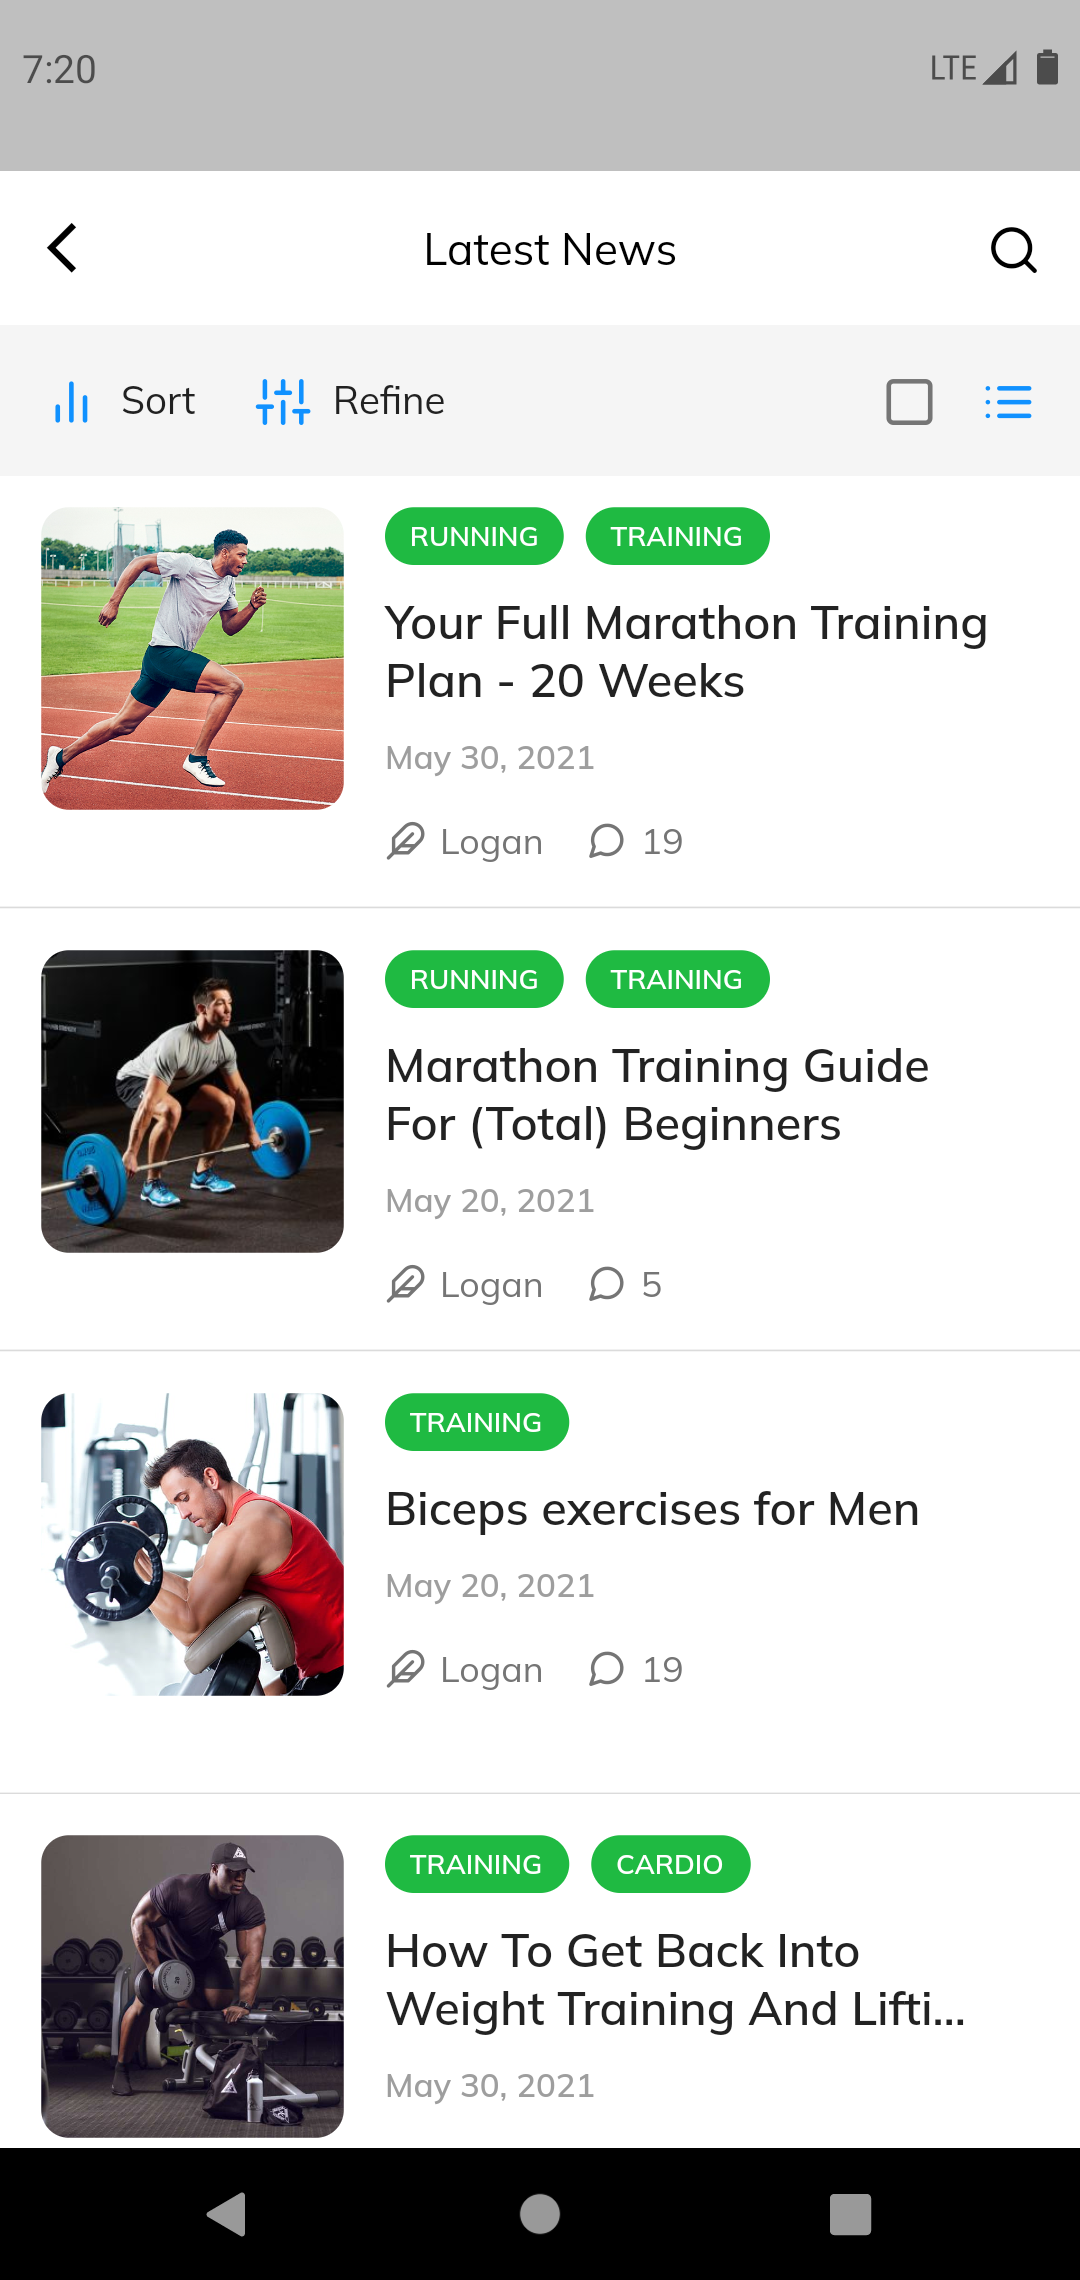 7:20
LTE
Latest News
Sort
Refine
RUNNING
TRAINING
Your Full Marathon Training
Plan - 20 Weeks
May 30, 2021
Logan
19
RUNNING
TRAINING
Marathon Training Guide
For (Total) Beginners
May 20, 2021
Logan
5
TRAINING
Biceps exercises for Men
May 20, 2021
Logan
19
TRAINING
CARDIO
How To Get Back Into
Weight Training And Lifti...
May 30, 2021